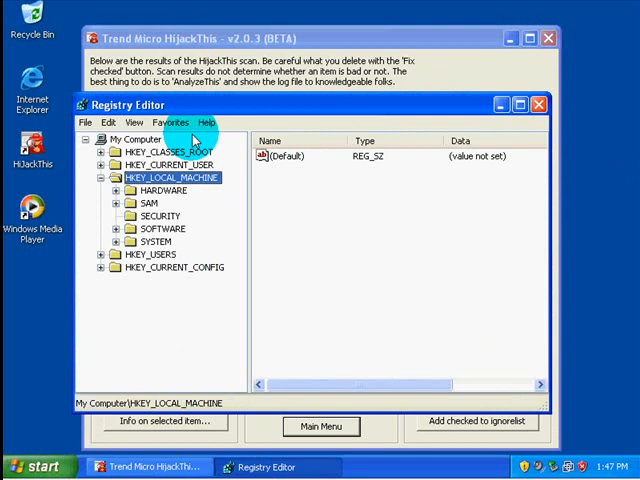 Recycle Bin
Internet
Explorer
HiJackThis
Windows Media
Player
Trend Micro HijackThis - v2.0.3 (BETA)
Below are the results of the HijackThis scan. Be careful what you delete with the 'Fix
checked' button. Scan results do not determine whether an item is bad or not. The
best thing to do is 'AnalyzeThis' and show the log file to knowledgeable folks.
Registry Editor
File Edit View Favorites Help
My Computer
HKEY_CLASSES_ROOT
HKEY_CURRENT_USER
HKEY_LOCAL_MACHINE
HARDWARE
SAM
SECURITY
SOFTWARE
SYSTEM
HKEY_USERS
HKEY_CURRENT_CONFIG
Name Type Data
ab (Default) REG_SZ (value not set)
My Computer\HKEY_LOCAL_MACHINE
Info on selected item... Main Menu Add checked to ignorelist
start Trend Micro HijackThi... Registry Editor 1:47 PM